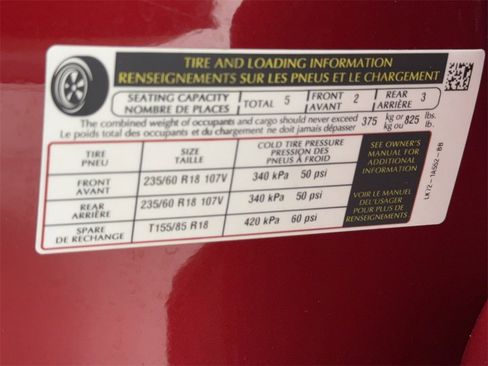 TIRE AND LOADING INFORMATION
RENSEIGNEMENTS SUR LES PNEUS ET LE CHARGEMENT
SEATING CAPACITY
NOMBRE DE PLACES
TOTAL 5
FRONT
AVANT 2
REAR
ARRIÈRE 3
The combined weight of occupants and cargo should never exceed 375 kg or 825 lbs.
Le poids total des occupants et du chargement ne doit jamais dépasser kg ou lb.
TIRE
PNEU
SIZE
TAILLE
COLD TIRE PRESSURE
PRESSION DES
PNEUS À FROID
FRONT
AVANT
235/60 R18 107V
340 kPa 50 psi
REAR
ARRIÈRE
235/60 R18 107V
340 kPa 50 psi
SPARE
DE RECHANGE
T155/85 R18
420 kPa 60 psi
SEE OWNER'S
MANUAL FOR
ADDITIONAL
INFORMATION
VOIR LE MANUEL
DE L'USAGER
POUR PLUS DE
RENSEIGNEMENTS